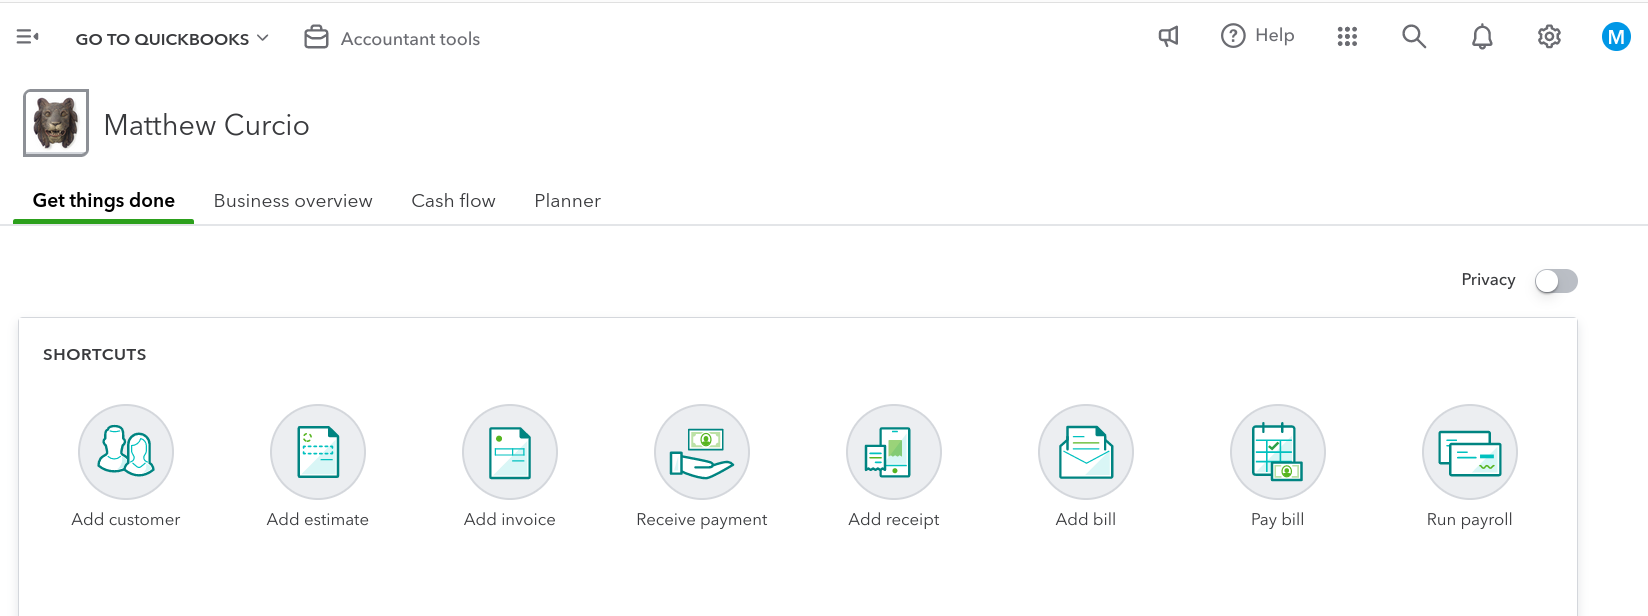 GO TO QUICKBOOKS Accountant tools Help M
Matthew Curcio
Get things done Business overview Cash flow Planner
Privacy
SHORTCUTS
Add customer Add estimate Add invoice Receive payment Add receipt Add bill Pay bill Run payroll